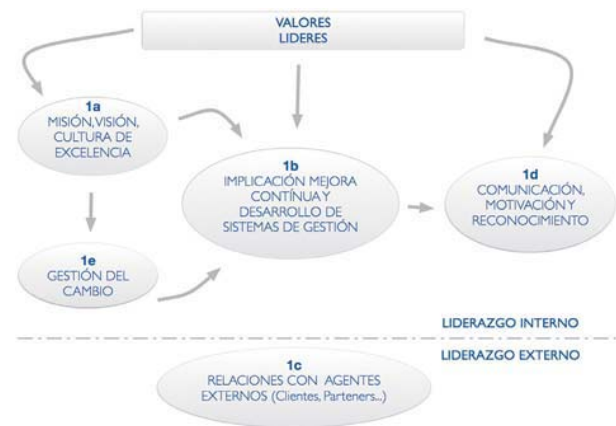 VALORES
LIDERES
1a
MISIÓN,VISIÓN,
CULTURA DE
EXCELENCIA
1b
IMPLICACIÓN MEJORA
CONTÍNUA Y
DESARROLLO DE
SISTEMAS DE GESTIÓN
1d
COMUNICACIÓN,
MOTIVACIÓN Y
RECONOCIMIENTO
1e
GESTIÓN DEL
CAMBIO
LIDERAZGO INTERNO
LIDERAZGO EXTERNO
1c
RELACIONES CON AGENTES
EXTERNOS (Clientes, Parteners...)